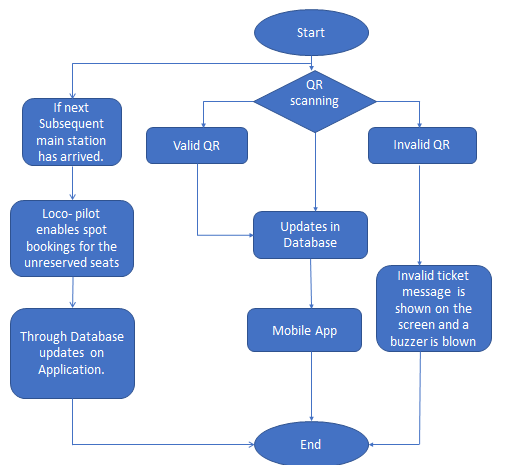 Start
QR
scanning
If next
Subsequent
main station
has arrived.
Valid QR
Invalid QR
Loco- pilot
enables spot
bookings for the
unreserved seats
Updates in
Database
Invalid ticket
message is
shown on the
screen and a
buzzer is blown
Through Database
updates on
Application.
Mobile App
End